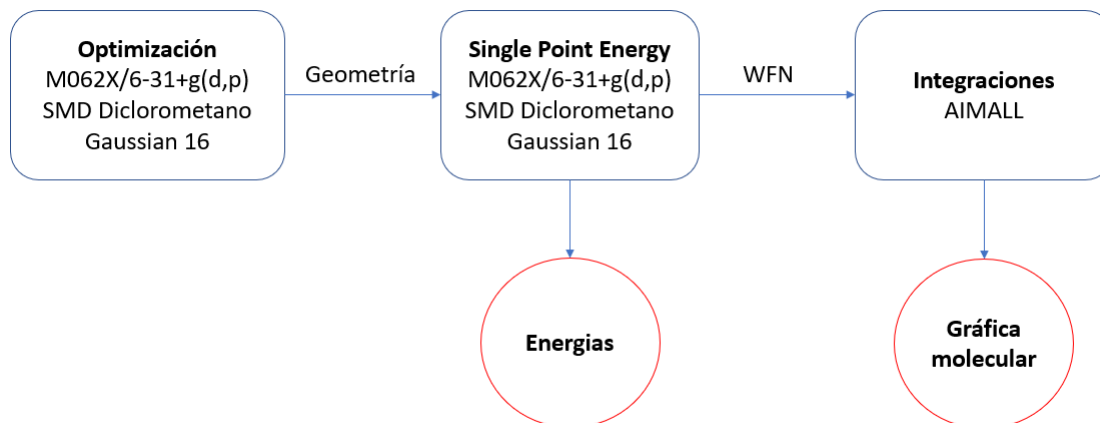 Optimización
M062X/6-31+g(d,p)
SMD Diclorometano
Gaussian 16
Geometría
Single Point Energy
M062X/6-31+g(d,p)
SMD Diclorometano
Gaussian 16
WFN
Integraciones
AIMALL
Energias
Gráfica
molecular